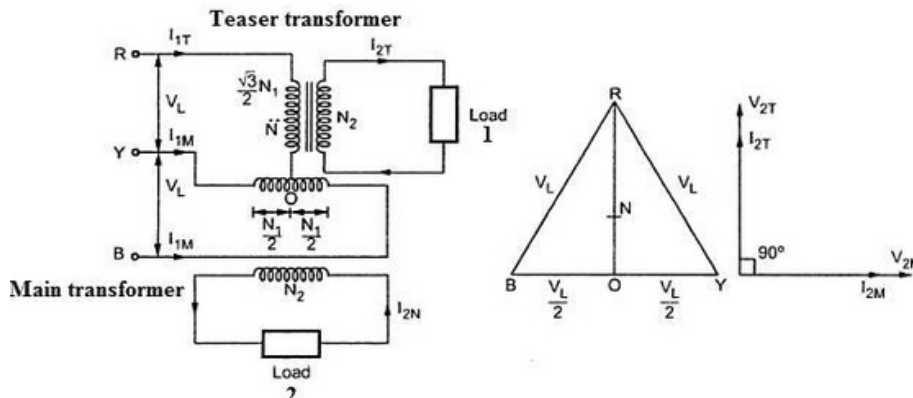 Teaser transformer
R
I1T
I2T
√3/2 N1
N̈
N2
VL
Load
1
I1M
Y
VL
O
N1/2
N1/2
B
I1M
Main transformer
N2
I2N
Load
2
R
VL
VL
N
B
VL/2
O
VL/2
Y
V2T
I2T
90°
I2M